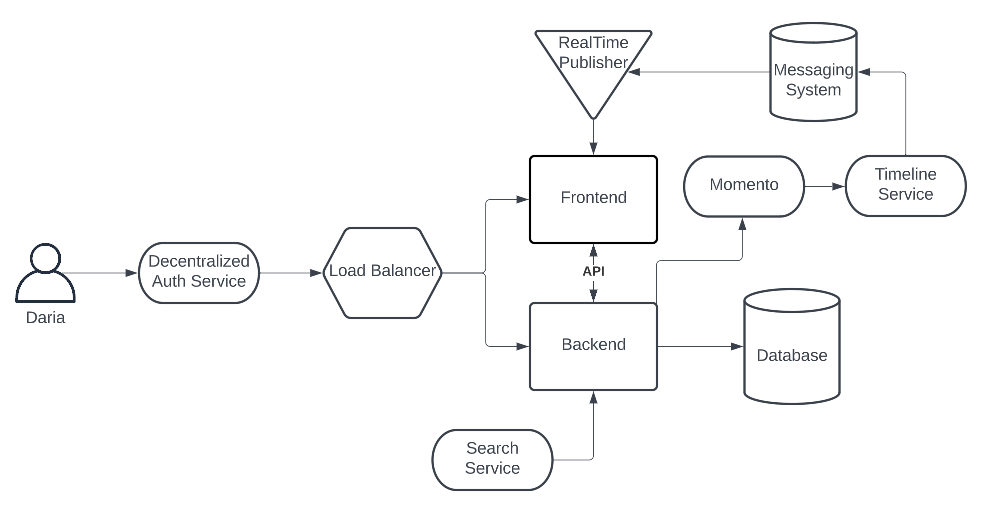 RealTime
Publisher
Messaging
System
Frontend
Momento
Timeline
Service
Decentralized
Auth Service
Load Balancer
API
Daria
Backend
Database
Search
Service